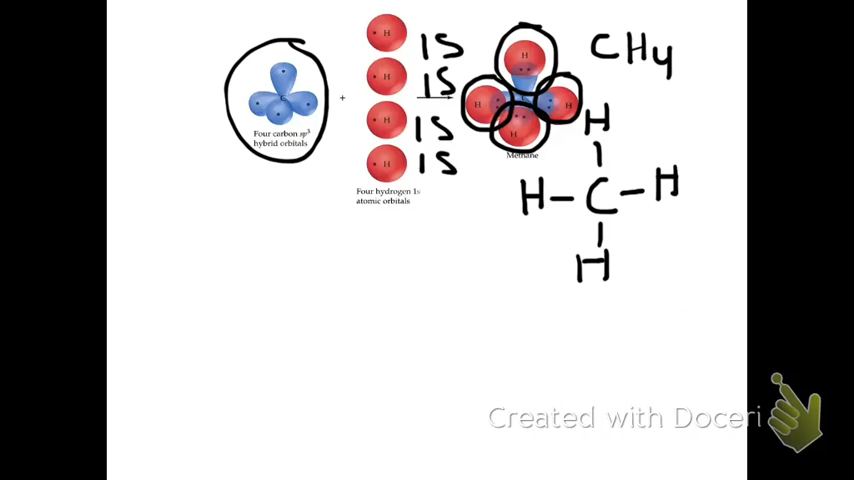 H
1S
CH4
H
H
1S
C
+
C
H
H
H
H
1S
H
Four carbon sp³
hybrid orbitals
Methane
H
1S
Four hydrogen 1s
atomic orbitals
H – C – H
H
Created with Doceri